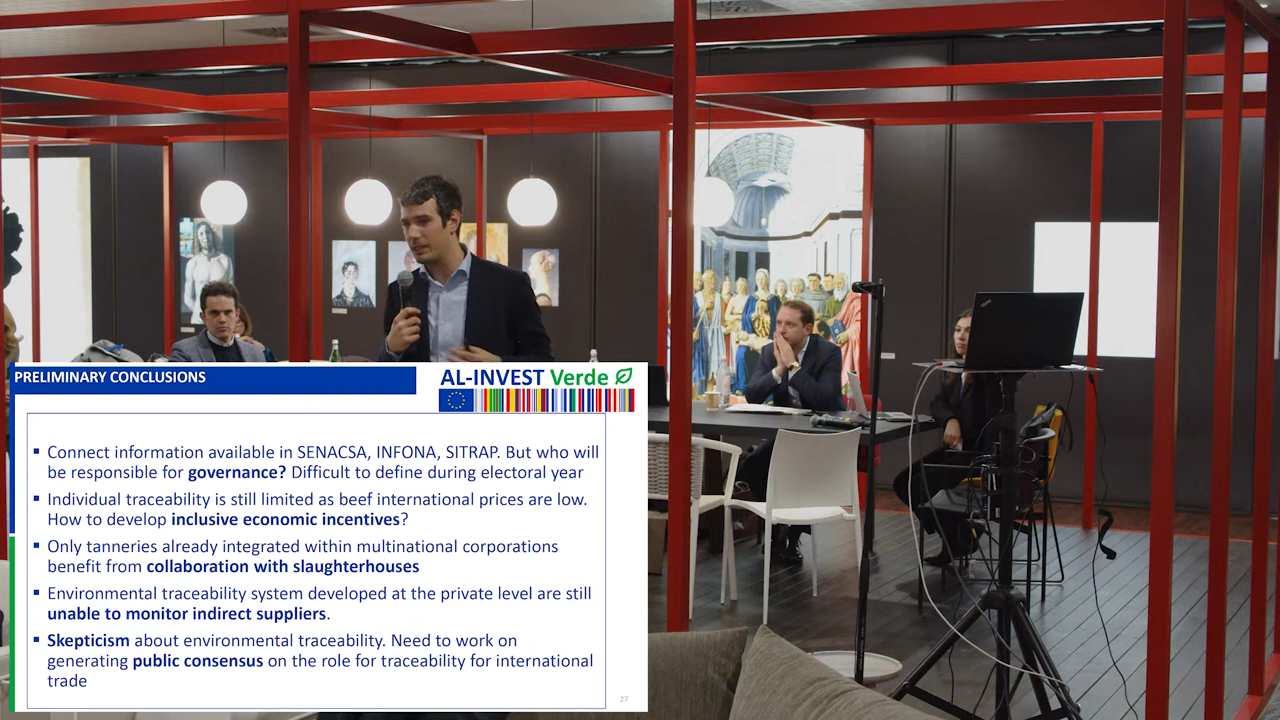 PRELIMINARY CONCLUSIONS
AL-INVEST Verde
▪ Connect information available in SENACSA, INFONA, SITRAP. But who will
be responsible for governance? Difficult to define during electoral year
▪ Individual traceability is still limited as beef international prices are low.
How to develop inclusive economic incentives?
▪ Only tanneries already integrated within multinational corporations
benefit from collaboration with slaughterhouses
▪ Environmental traceability system developed at the private level are still
unable to monitor indirect suppliers.
▪ Skepticism about environmental traceability. Need to work on
generating public consensus on the role for traceability for international
trade
27